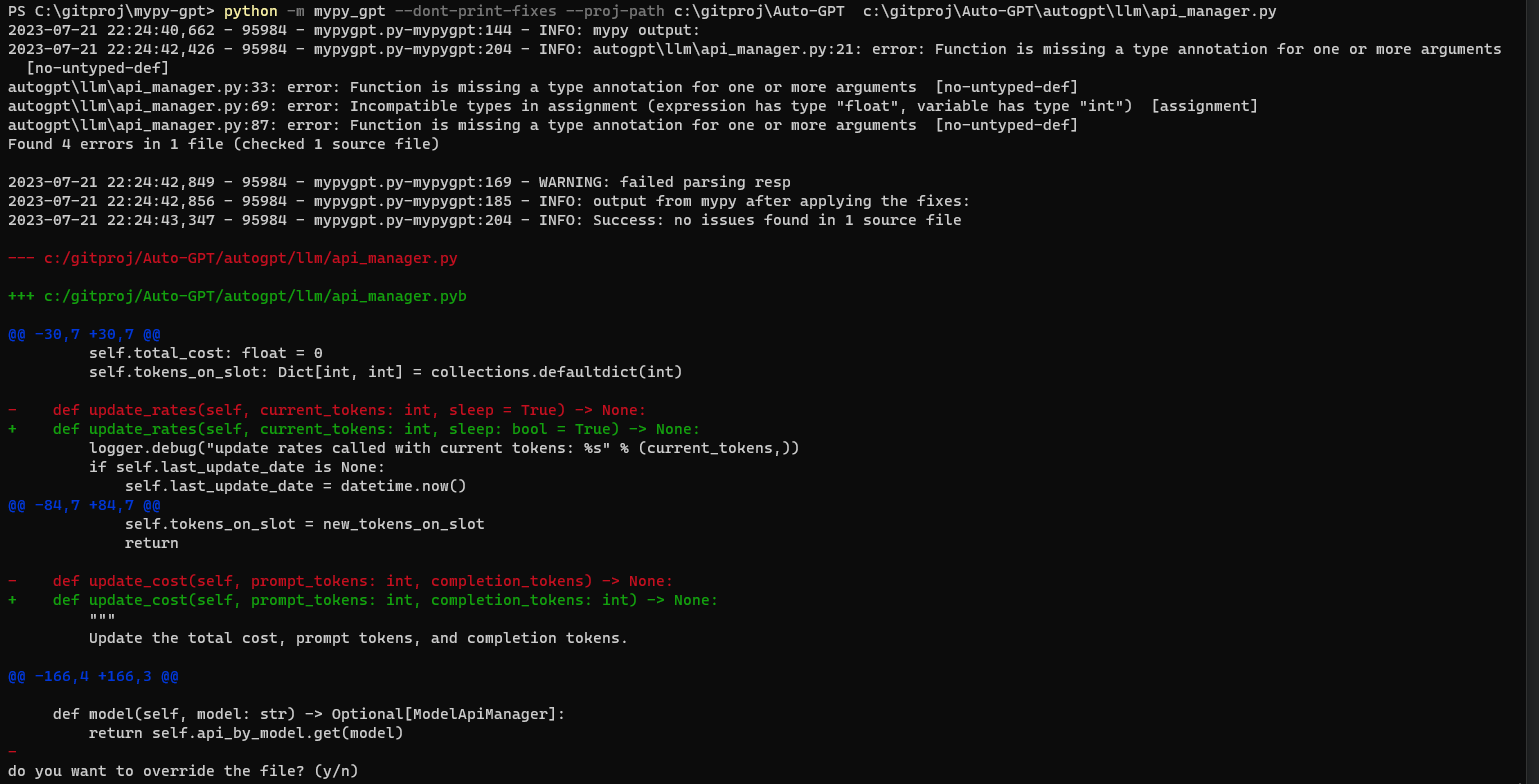 PS C:\gitproj\mypy-gpt> python -m mypy_gpt --dont-print-fixes --proj-path c:\gitproj\Auto-GPT  c:\gitproj\Auto-GPT\autogpt\llm\api_manager.py
2023-07-21 22:24:40,662 - 95984 - mypygpt.py-mypygpt:144 - INFO: mypy output:
2023-07-21 22:24:42,426 - 95984 - mypygpt.py-mypygpt:204 - INFO: autogpt\llm\api_manager.py:21: error: Function is missing a type annotation for one or more arguments
  [no-untyped-def]
autogpt\llm\api_manager.py:33: error: Function is missing a type annotation for one or more arguments  [no-untyped-def]
autogpt\llm\api_manager.py:69: error: Incompatible types in assignment (expression has type "float", variable has type "int")  [assignment]
autogpt\llm\api_manager.py:87: error: Function is missing a type annotation for one or more arguments  [no-untyped-def]
Found 4 errors in 1 file (checked 1 source file)

2023-07-21 22:24:42,849 - 95984 - mypygpt.py-mypygpt:169 - WARNING: failed parsing resp
2023-07-21 22:24:42,856 - 95984 - mypygpt.py-mypygpt:185 - INFO: output from mypy after applying the fixes:
2023-07-21 22:24:43,347 - 95984 - mypygpt.py-mypygpt:204 - INFO: Success: no issues found in 1 source file

--- c:/gitproj/Auto-GPT/autogpt/llm/api_manager.py

+++ c:/gitproj/Auto-GPT/autogpt/llm/api_manager.pyb

@@ -30,7 +30,7 @@
         self.total_cost: float = 0
         self.tokens_on_slot: Dict[int, int] = collections.defaultdict(int)

-    def update_rates(self, current_tokens: int, sleep = True) -> None:
+    def update_rates(self, current_tokens: int, sleep: bool = True) -> None:
         logger.debug("update rates called with current tokens: %s" % (current_tokens,))
         if self.last_update_date is None:
             self.last_update_date = datetime.now()
@@ -84,7 +84,7 @@
             self.tokens_on_slot = new_tokens_on_slot
             return

-    def update_cost(self, prompt_tokens: int, completion_tokens) -> None:
+    def update_cost(self, prompt_tokens: int, completion_tokens: int) -> None:
         """
         Update the total cost, prompt tokens, and completion tokens.

@@ -166,4 +166,3 @@

     def model(self, model: str) -> Optional[ModelApiManager]:
         return self.api_by_model.get(model)
-
do you want to override the file? (y/n)